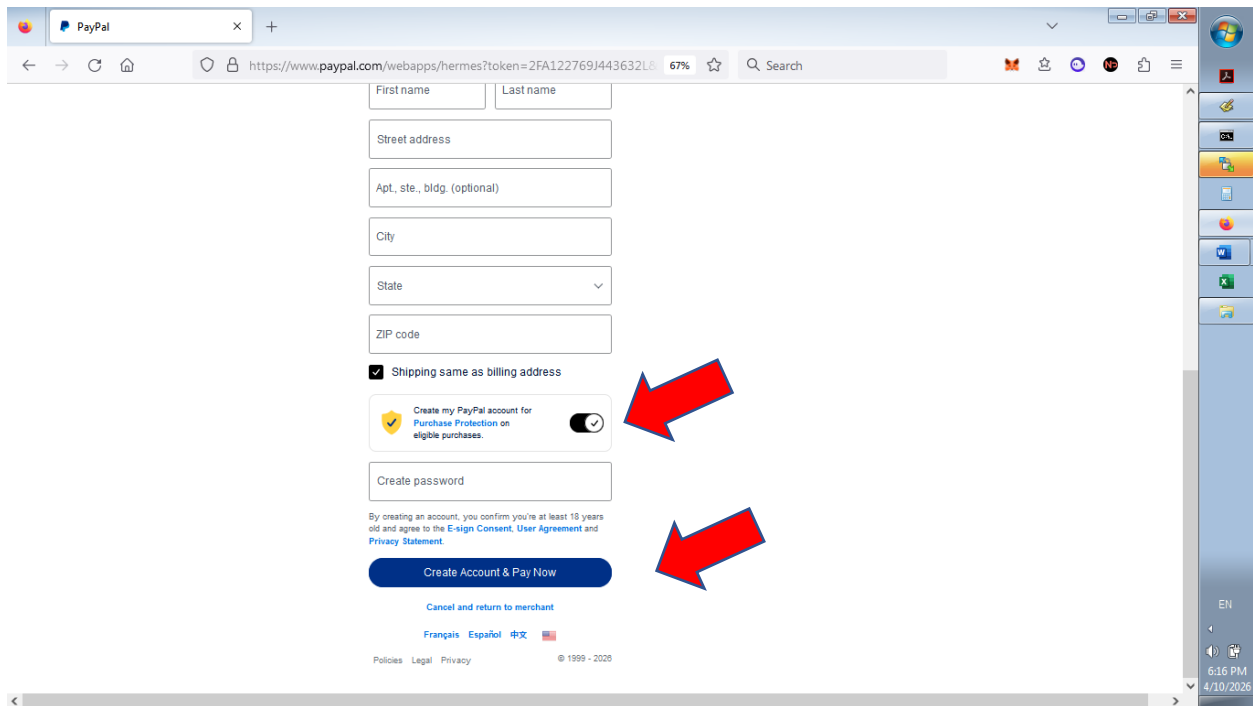 PayPal
https://www.paypal.com/webapps/hermes?token=2FA122769J443632L8
67%
Search
First name
Last name
Street address
Apt., ste., bldg. (optional)
City
State
ZIP code
Shipping same as billing address
Create my PayPal account for
Purchase Protection on
eligible purchases.
Create password
By creating an account, you confirm you're at least 18 years
old and agree to the E-sign Consent, User Agreement and
Privacy Statement.
Create Account & Pay Now
Cancel and return to merchant
Français Español 中文
Policies Legal Privacy
© 1999 - 2026
EN
6:16 PM
4/10/2026